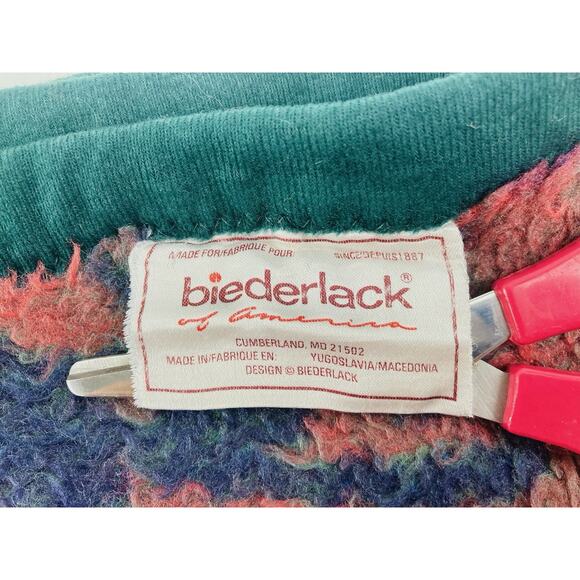 MADE FOR/FABRIQUE POUR: SINCE/DEPUIS 1887
biederlack®
of america
CUMBERLAND, MD 21502
MADE IN/FABRIQUE EN: YUGOSLAVIA/MACEDONIA
DESIGN © BIEDERLACK